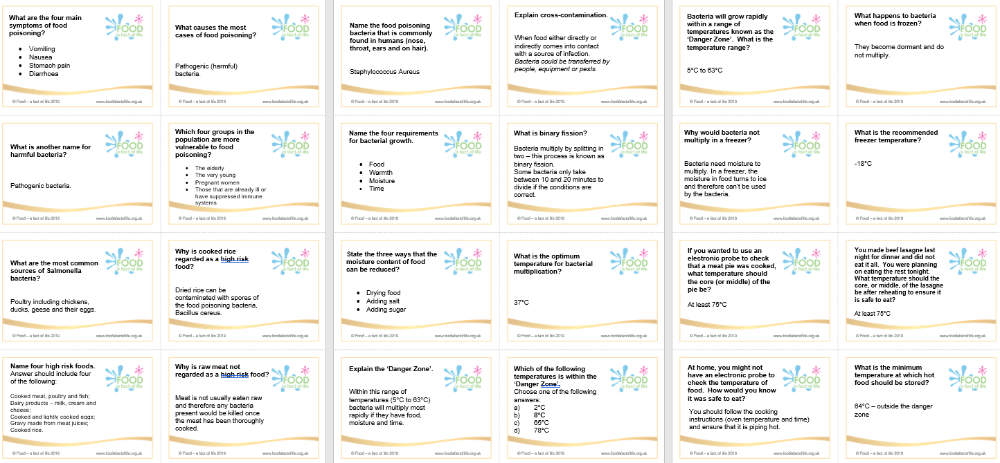 What are the four main
symptoms of food
poisoning?
• Vomiting
• Nausea
• Stomach pain
• Diarrhoea
FOOD
a fact of life
© Food – a fact of life 2019
www.foodafactoflife.org.uk
What causes the most
cases of food poisoning?
Pathogenic (harmful)
bacteria.
FOOD
a fact of life
© Food – a fact of life 2019
www.foodafactoflife.org.uk
Name the food poisoning
bacteria that is commonly
found in humans (nose,
throat, ears and on hair).
Staphylococcus Aureus
FOOD
a fact of life
© Food – a fact of life 2019
www.foodafactoflife.org.uk
Explain cross-contamination.
When food either directly or
indirectly comes into contact
with a source of infection.
Bacteria could be transferred by
people, equipment or pests.
FOOD
a fact of life
© Food – a fact of life 2019
www.foodafactoflife.org.uk
Bacteria will grow rapidly
within a range of
temperatures known as the
‘Danger Zone’. What is the
temperature range?
5°C to 63°C
FOOD
a fact of life
© Food – a fact of life 2019
www.foodafactoflife.org.uk
What happens to bacteria
when food is frozen?
They become dormant and do
not multiply.
FOOD
a fact of life
© Food – a fact of life 2019
www.foodafactoflife.org.uk
What is another name for
harmful bacteria?
Pathogenic bacteria.
FOOD
a fact of life
© Food – a fact of life 2019
www.foodafactoflife.org.uk
Which four groups in the
population are more
vulnerable to food
poisoning?
• The elderly
• The very young
• Pregnant women
• Those that are already ill or
have suppressed immune
systems
FOOD
a fact of life
© Food – a fact of life 2019
www.foodafactoflife.org.uk
Name the four requirements
for bacterial growth.
• Food
• Warmth
• Moisture
• Time
FOOD
a fact of life
© Food – a fact of life 2019
www.foodafactoflife.org.uk
What is binary fission?
Bacteria multiply by splitting in
two – this process is known as
binary fission.
Some bacteria only take
between 10 and 20 minutes to
divide if the conditions are
correct.
FOOD
a fact of life
© Food – a fact of life 2019
www.foodafactoflife.org.uk
Why would bacteria not
multiply in a freezer?
Bacteria need moisture to
multiply. In a freezer, the
moisture in food turns to ice
and therefore can’t be used
by the bacteria.
FOOD
a fact of life
© Food – a fact of life 2019
www.foodafactoflife.org.uk
What is the recommended
freezer temperature?
-18°C
FOOD
a fact of life
© Food – a fact of life 2019
www.foodafactoflife.org.uk
What are the most common
sources of Salmonella
bacteria?
Poultry including chickens,
ducks, geese and their eggs.
FOOD
a fact of life
© Food – a fact of life 2019
www.foodafactoflife.org.uk
Why is cooked rice
regarded as a high risk
food?
Dried rice can be
contaminated with spores of
the food poisoning bacteria,
Bacillus cereus.
FOOD
a fact of life
© Food – a fact of life 2019
www.foodafactoflife.org.uk
State the three ways that the
moisture content of food
can be reduced?
• Drying food
• Adding salt
• Adding sugar
FOOD
a fact of life
© Food – a fact of life 2019
www.foodafactoflife.org.uk
What is the optimum
temperature for bacterial
multiplication?
37°C
FOOD
a fact of life
© Food – a fact of life 2019
www.foodafactoflife.org.uk
If you wanted to use an
electronic probe to check
that a meat pie was cooked,
what temperature should
the core (or middle) of the
pie be?
At least 75°C
FOOD
a fact of life
© Food – a fact of life 2019
www.foodafactoflife.org.uk
You made beef lasagne last
night for dinner and did not
eat it all. You were planning
on eating the rest tonight.
What temperature should the
core, or middle, of the lasagne
be after reheating to ensure it
is safe to eat?
At least 75°C
FOOD
a fact of life
© Food – a fact of life 2019
www.foodafactoflife.org.uk
Name four high risk foods.
Answer should include four
of the following:
Cooked meat, poultry and fish;
Dairy products – milk, cream and
cheese;
Cooked and lightly cooked eggs;
Gravy made from meat juices;
Cooked rice.
FOOD
a fact of life
© Food – a fact of life 2019
www.foodafactoflife.org.uk
Why is raw meat not
regarded as a high risk food?
Meat is not usually eaten raw
and therefore any bacteria
present would be killed once
the meat has been thoroughly
cooked.
FOOD
a fact of life
© Food – a fact of life 2019
www.foodafactoflife.org.uk
Explain the ‘Danger Zone’.
Within this range of
temperatures (5°C to 63°C)
bacteria will multiply most
rapidly if they have food,
moisture and time.
FOOD
a fact of life
© Food – a fact of life 2019
www.foodafactoflife.org.uk
Which of the following
temperatures is within the
‘Danger Zone’.
Choose one of the following
answers:
a) 2°C
b) 8°C
c) 65°C
d) 78°C
FOOD
a fact of life
© Food – a fact of life 2019
www.foodafactoflife.org.uk
At home, you might not
have an electronic probe to
check the temperature of
food. How would you know
it was safe to eat?
You should follow the cooking
instructions (oven temperature and time)
and ensure that it is piping hot.
FOOD
a fact of life
© Food – a fact of life 2019
www.foodafactoflife.org.uk
What is the minimum
temperature at which hot
food should be stored?
64°C – outside the danger
zone
FOOD
a fact of life
© Food – a fact of life 2019
www.foodafactoflife.org.uk